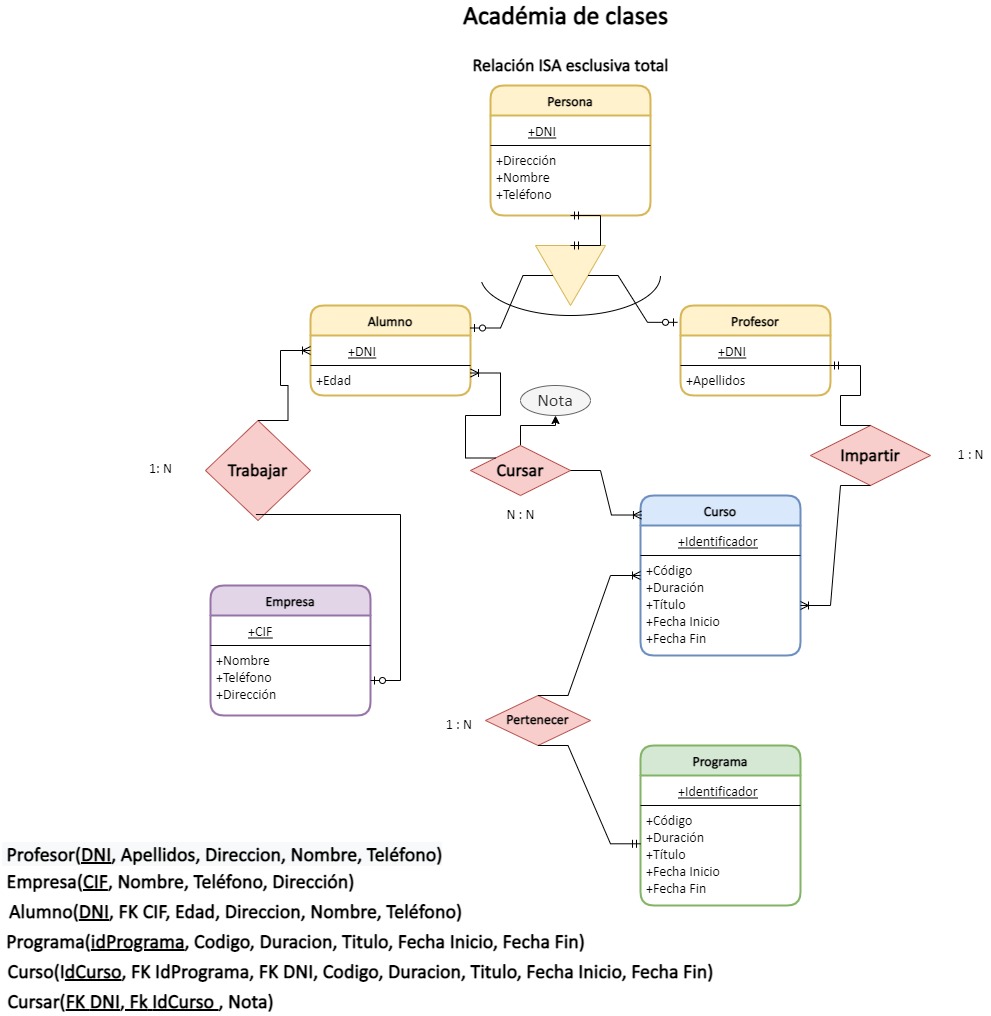 Académia de clases
Relación ISA esclusiva total
Persona
+DNI
+Dirección
+Nombre
+Teléfono
Alumno
+DNI
+Edad
Profesor
+DNI
+Apellidos
Nota
1: N
Trabajar
Cursar
N : N
Impartir
1 : N
Curso
+Identificador
+Código
+Duración
+Título
+Fecha Inicio
+Fecha Fin
Empresa
+CIF
+Nombre
+Teléfono
+Dirección
1 : N
Pertenecer
Programa
+Identificador
+Código
+Duración
+Título
+Fecha Inicio
+Fecha Fin
Profesor(DNI, Apellidos, Direccion, Nombre, Teléfono)
Empresa(CIF, Nombre, Teléfono, Dirección)
Alumno(DNI, FK CIF, Edad, Direccion, Nombre, Teléfono)
Programa(idPrograma, Codigo, Duracion, Titulo, Fecha Inicio, Fecha Fin)
Curso(IdCurso, FK IdPrograma, FK DNI, Codigo, Duracion, Titulo, Fecha Inicio, Fecha Fin)
Cursar(FK DNI, Fk IdCurso , Nota)